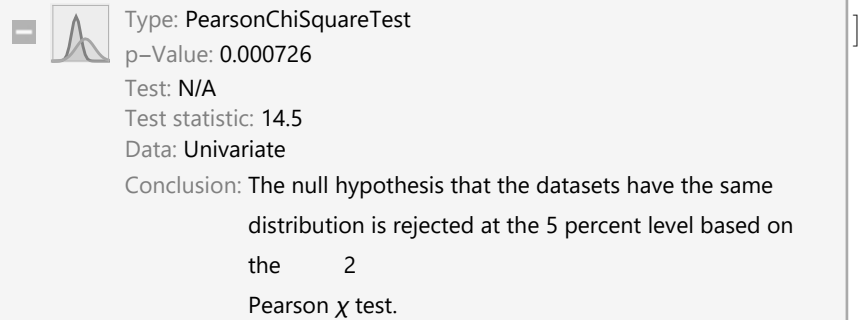 Type: PearsonChiSquareTest
p−Value: 0.000726
Test: N/A
Test statistic: 14.5
Data: Univariate
Conclusion: The null hypothesis that the datasets have the same
distribution is rejected at the 5 percent level based on
the 2
Pearson χ test.
]